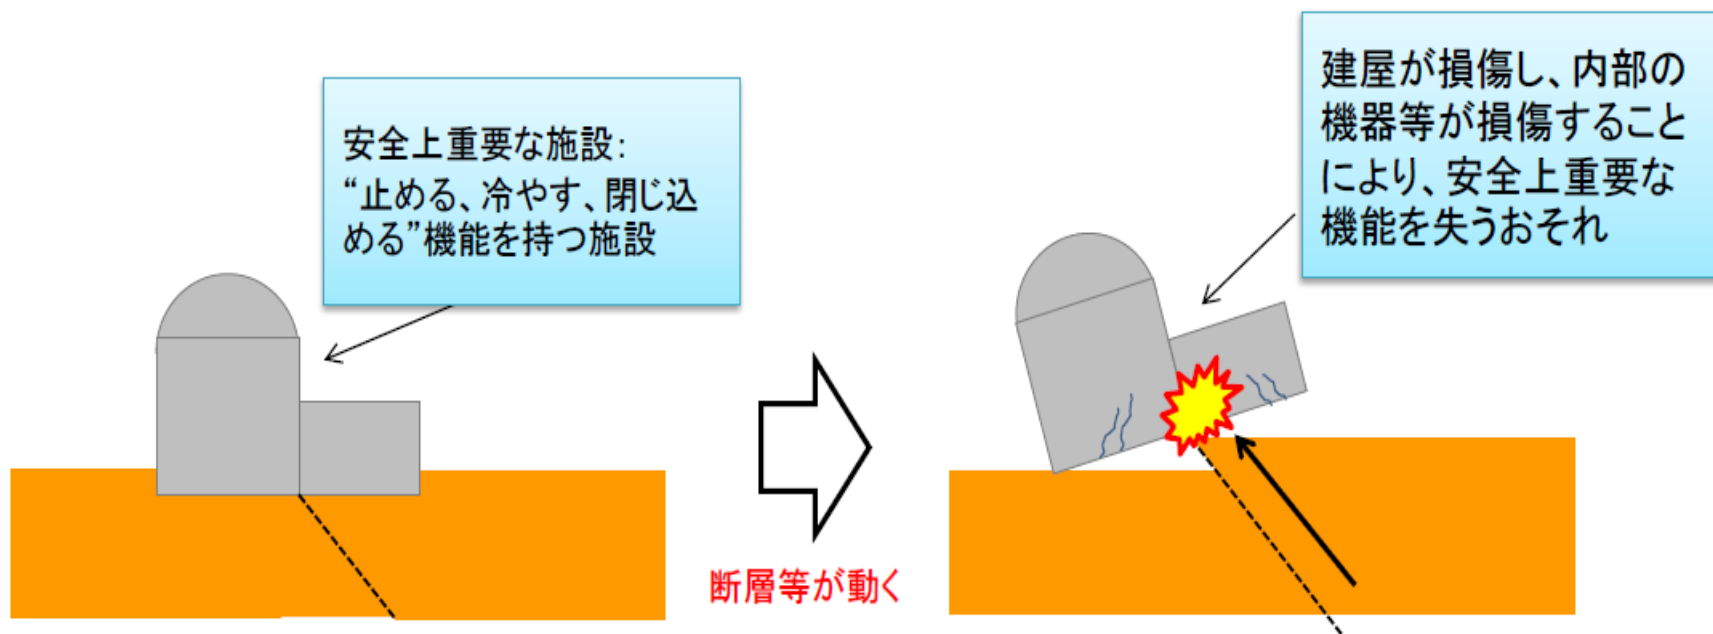 安全上重要な施設:
“止める、冷やす、閉じ込
める”機能を持つ施設
断層等が動く
建屋が損傷し、内部の
機器等が損傷すること
により、安全上重要な
機能を失うおそれ